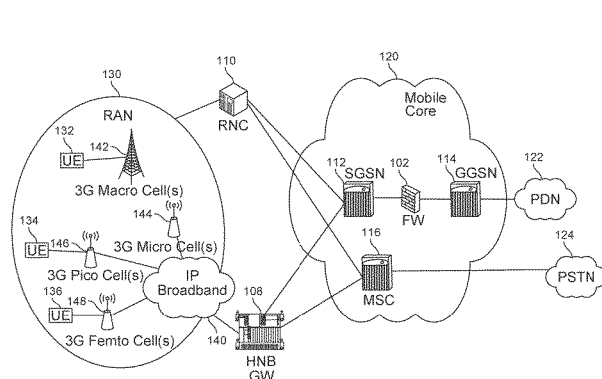 110
120
130
RNC
Mobile
Core
RAN
132
142
UE
3G Macro Cell(s)
112
SGSN
102
114
GGSN
122
FW
PDN
134
144
UE
146
3G Micro Cell(s)
3G Pico Cell(s)
116
MSC
124
PSTN
136
148
UE
IP
Broadband
3G Femto Cell(s)
140
108
HNB
GW